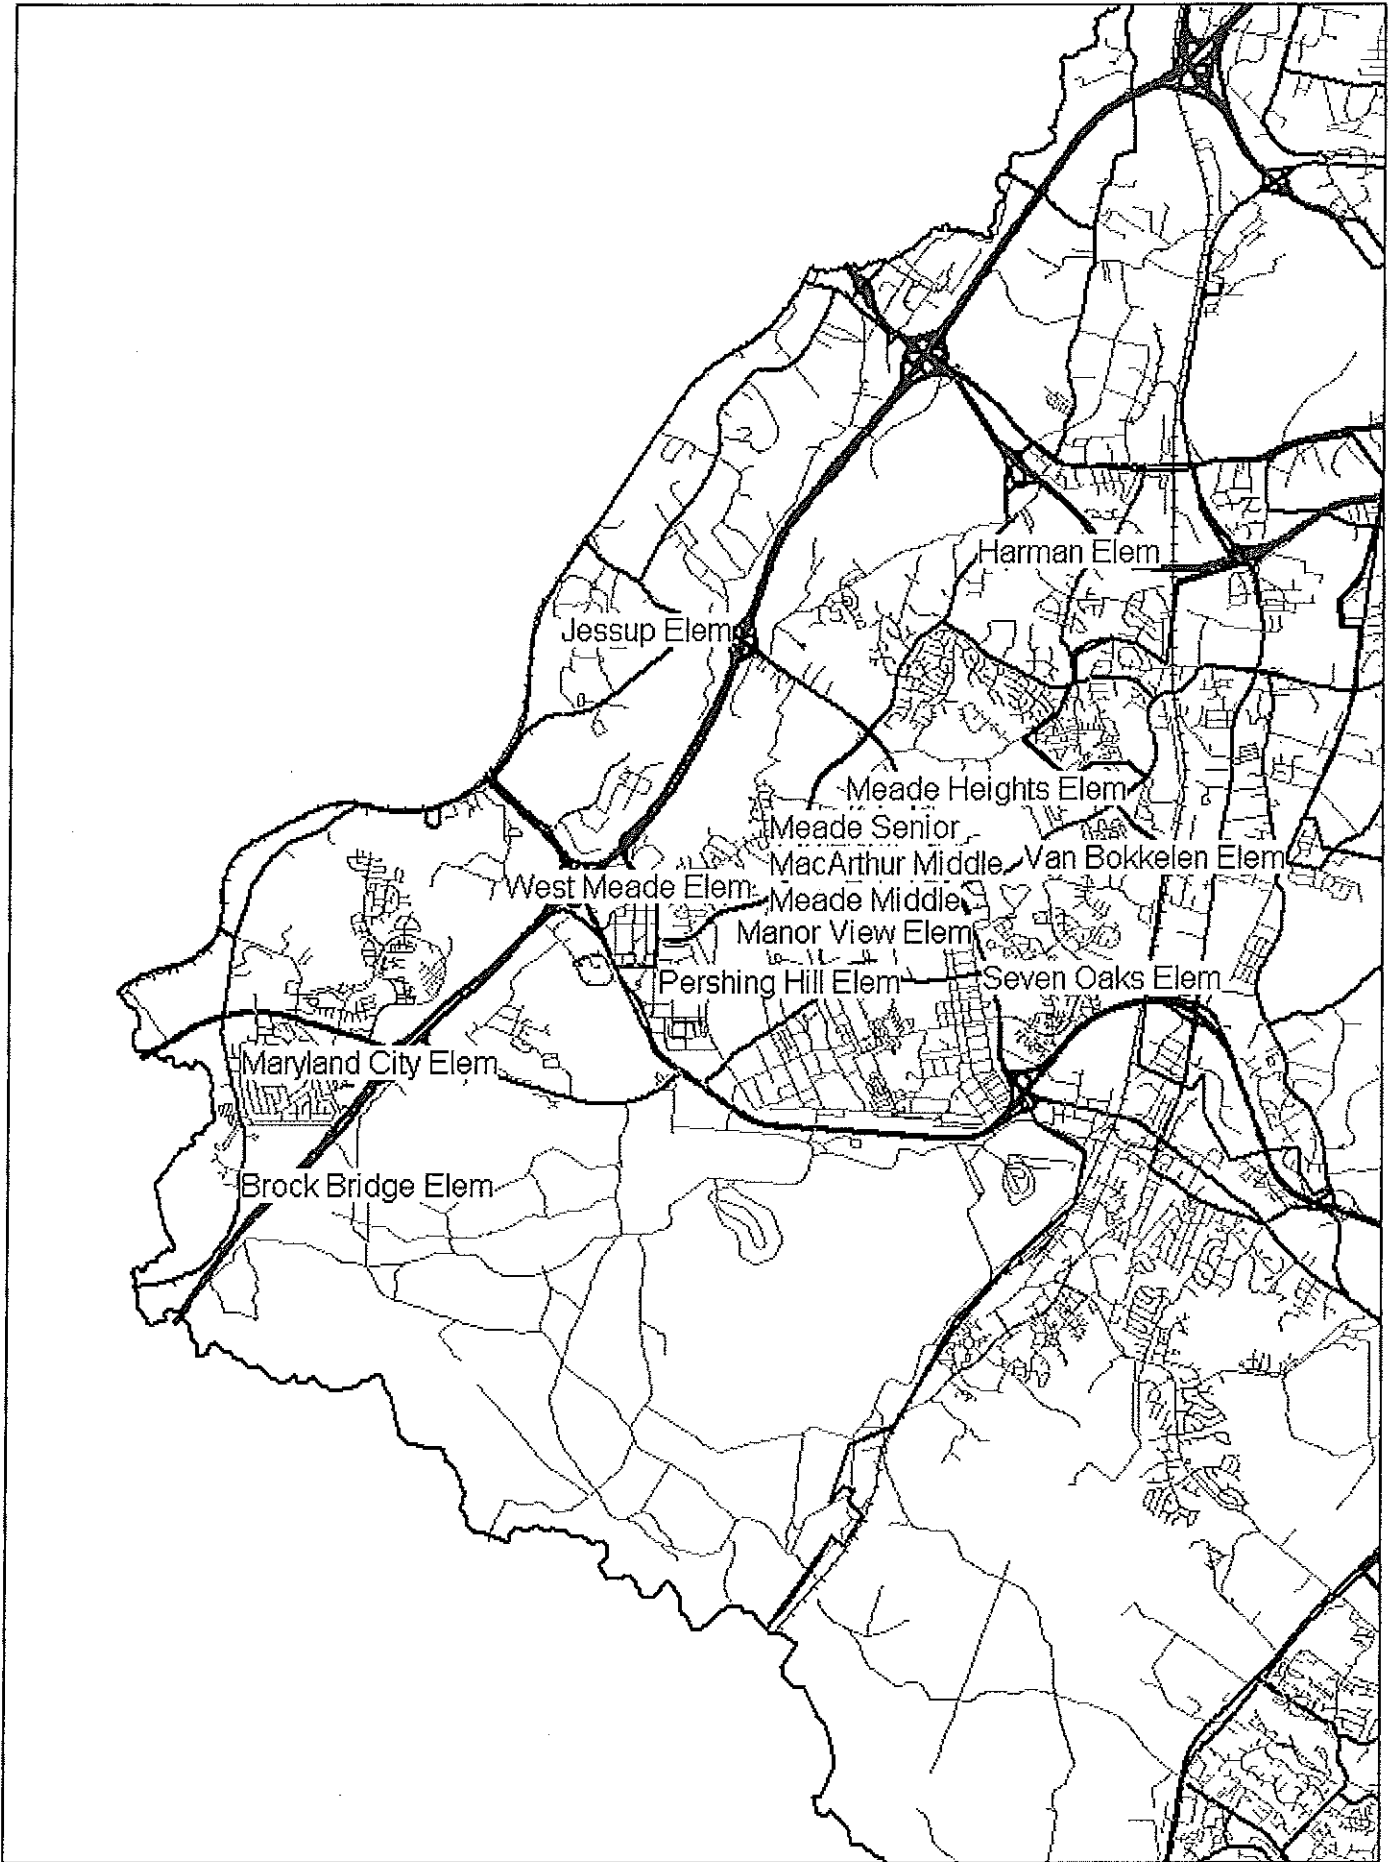 Harman Elem
Jessup Elem
Meade Heights Elem
Meade Senior
MacArthur Middle
Van Bokkelen Elem
West Meade Elem
Meade Middle
Manor View Elem
Pershing Hill Elem
Seven Oaks Elem
Maryland City Elem
Brock Bridge Elem